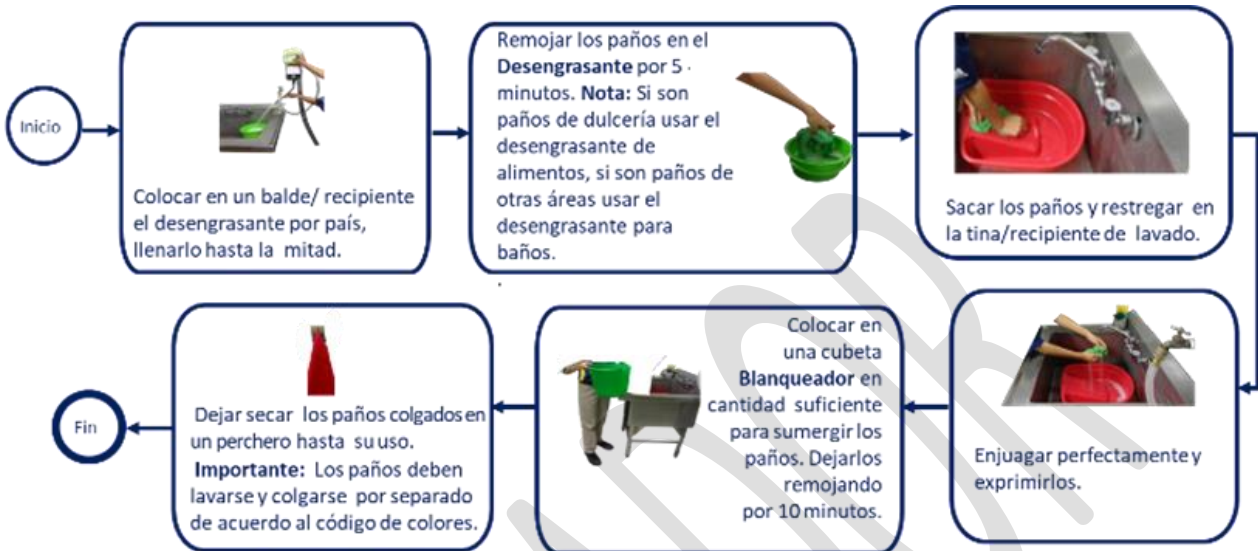 Inicio
Colocar en un balde/ recipiente
el desengrasante por país,
llenarlo hasta la mitad.
Remojar los paños en el
Desengrasante por 5 ·
minutos. Nota: Si son
paños de dulcería usar el
desengrasante de
alimentos, si son paños de
otras áreas usar el
desengrasante para
baños.
.
Sacar los paños y restregar en
la tina/recipiente de lavado.
Enjuagar perfectamente y
exprimirlos.
Colocar en
una cubeta
Blanqueador en
cantidad suficiente
para sumergir los
paños. Dejarlos
remojando
por 10 minutos.
Dejar secar los paños colgados en
un perchero hasta su uso.
Importante: Los paños deben
lavarse y colgarse por separado
de acuerdo al código de colores.
Fin